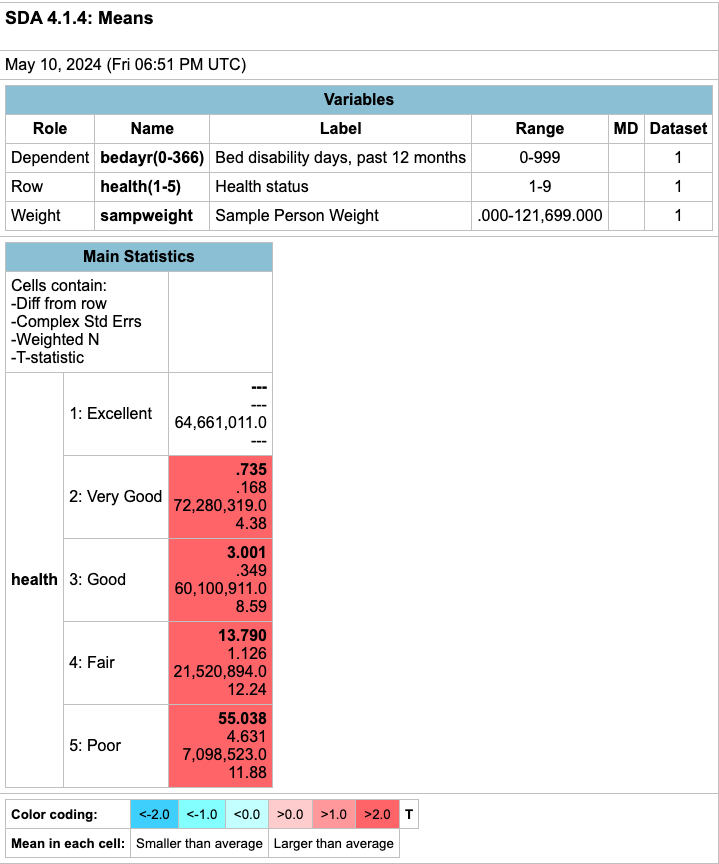 SDA 4.1.4: Means
May 10, 2024 (Fri 06:51 PM UTC)
Variables
Role Name Label Range MD Dataset
Dependent bedayr(0-366) Bed disability days, past 12 months 0-999 1
Row health(1-5) Health status 1-9 1
Weight sampweight Sample Person Weight .000-121,699.000 1
Main Statistics
Cells contain:
-Diff from row
-Complex Std Errs
-Weighted N
-T-statistic
health
1: Excellent
---
---
64,661,011.0
---
2: Very Good
.735
.168
72,280,319.0
4.38
3: Good
3.001
.349
60,100,911.0
8.59
4: Fair
13.790
1.126
21,520,894.0
12.24
5: Poor
55.038
4.631
7,098,523.0
11.88
Color coding: <-2.0 <-1.0 <0.0 >0.0 >1.0 >2.0 T
Mean in each cell: Smaller than average Larger than average